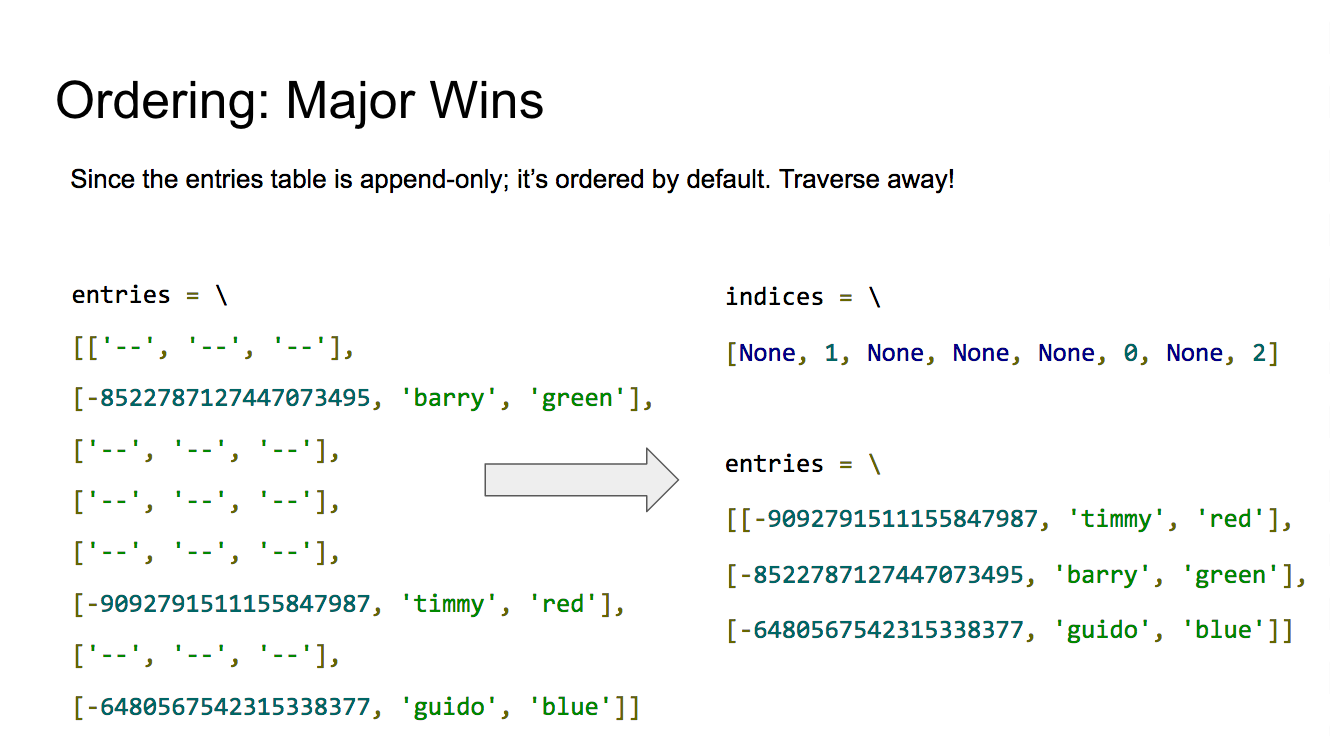 Ordering: Major Wins
Since the entries table is append-only; it’s ordered by default. Traverse away!
entries = \
[['--', '--', '--'],
[-8522787127447073495, 'barry', 'green'],
['--', '--', '--'],
['--', '--', '--'],
['--', '--', '--'],
[-9092791511155847987, 'timmy', 'red'],
['--', '--', '--'],
[-6480567542315338377, 'guido', 'blue']]
indices = \
[None, 1, None, None, None, 0, None, 2]
entries = \
[[-9092791511155847987, 'timmy', 'red'],
[-8522787127447073495, 'barry', 'green'],
[-6480567542315338377, 'guido', 'blue']]